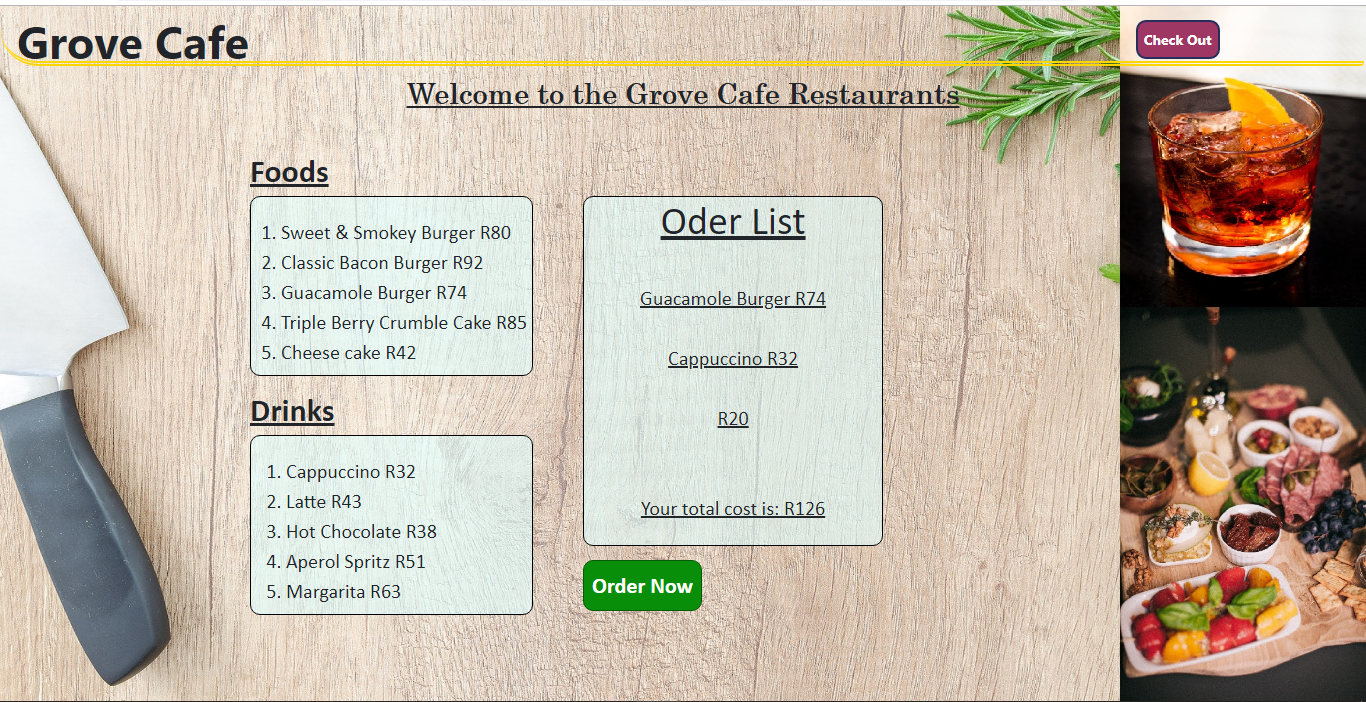 Grove Cafe
Check Out
Welcome to the Grove Cafe Restaurants
Foods
1. Sweet & Smokey Burger R80
2. Classic Bacon Burger R92
3. Guacamole Burger R74
4. Triple Berry Crumble Cake R85
5. Cheese cake R42
Drinks
1. Cappuccino R32
2. Latte R43
3. Hot Chocolate R38
4. Aperol Spritz R51
5. Margarita R63
Oder List
Guacamole Burger R74
Cappuccino R32
R20
Your total cost is: R126
Order Now